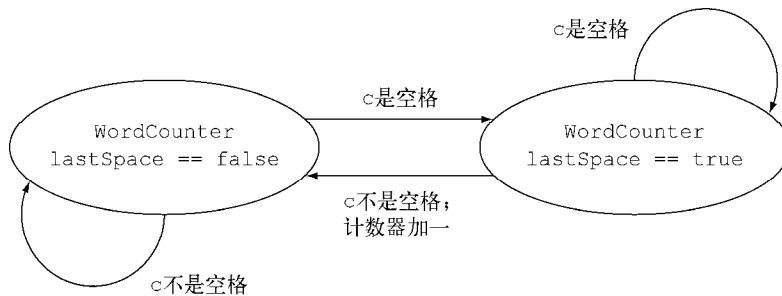 c是空格
c是空格
WordCounter
lastSpace == false
WordCounter
lastSpace == true
c不是空格；
计数器加一
c不是空格